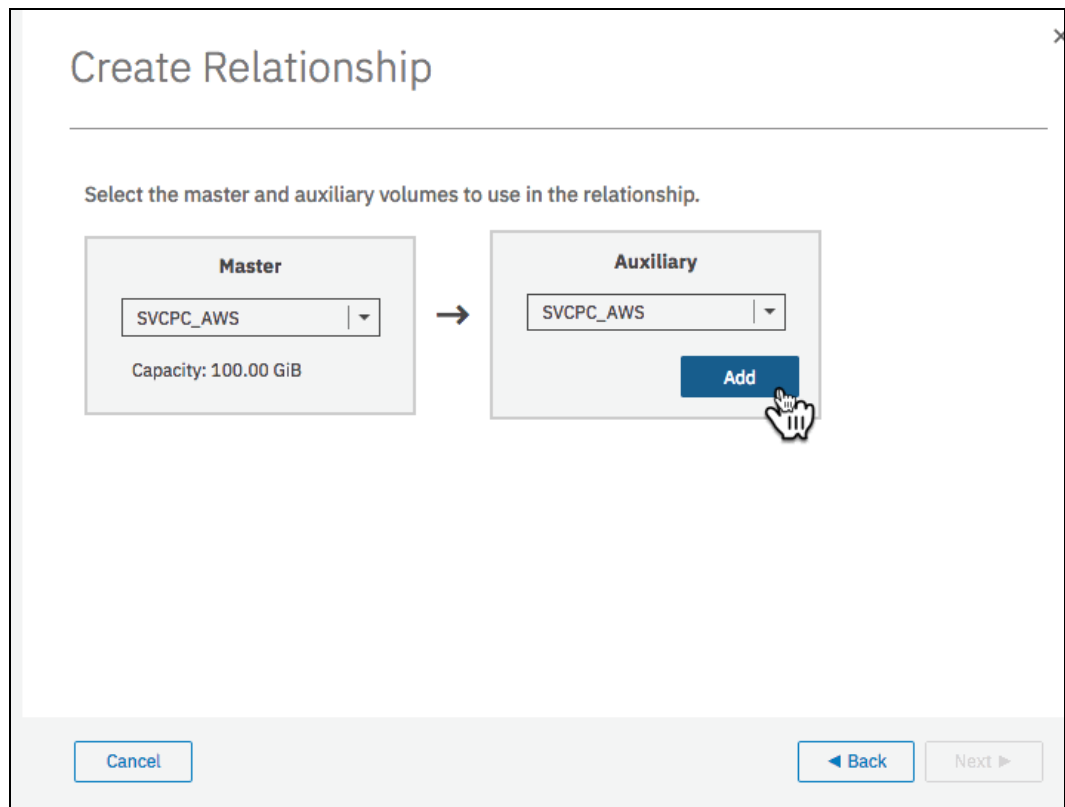 Create Relationship
Select the master and auxiliary volumes to use in the relationship.
Master
SVCPC_AWS
Capacity: 100.00 GiB
Auxiliary
SVCPC_AWS
Add
Cancel
Back
Next